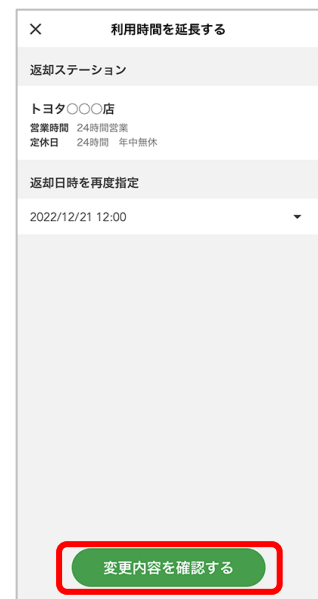 × 利用時間を延長する
返却ステーション
トヨタ○○○店
営業時間 24時間営業
定休日 24時間 年中無休
返却日時を再度指定
2022/12/21 12:00
変更内容を確認する